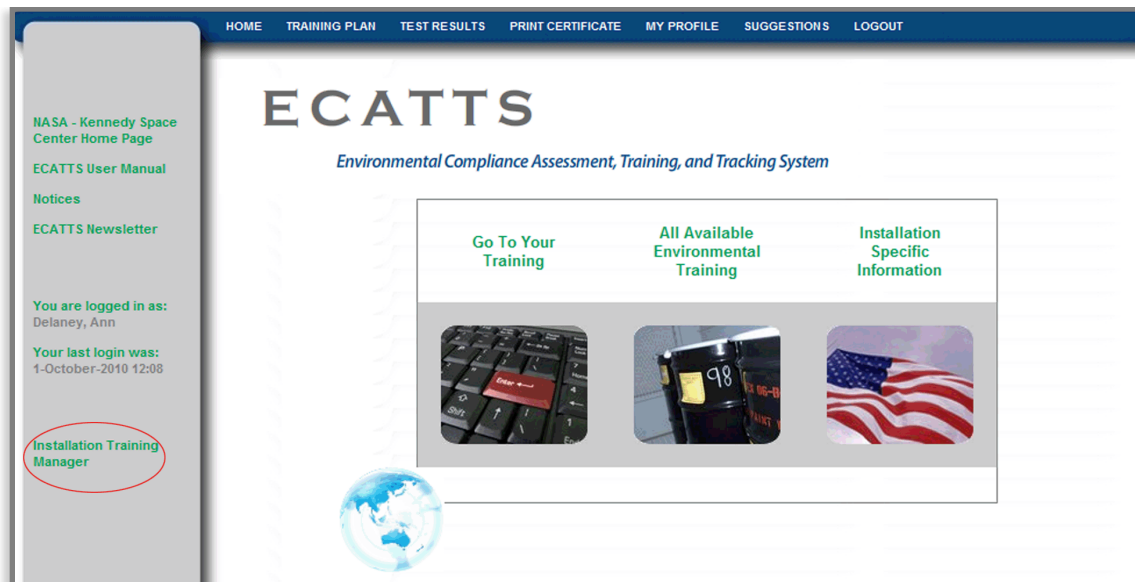 HOME TRAINING PLAN TEST RESULTS PRINT CERTIFICATE MY PROFILE SUGGESTIONS LOGOUT
NASA - Kennedy Space
Center Home Page
ECATTS User Manual
Notices
ECATTS Newsletter
You are logged in as:
Delaney, Ann
Your last login was:
1-October-2010 12:08
Installation Training
Manager
ECATTS
Environmental Compliance Assessment, Training, and Tracking System
Go To Your
Training
All Available
Environmental
Training
Installation
Specific
Information
Enter
Shift
98